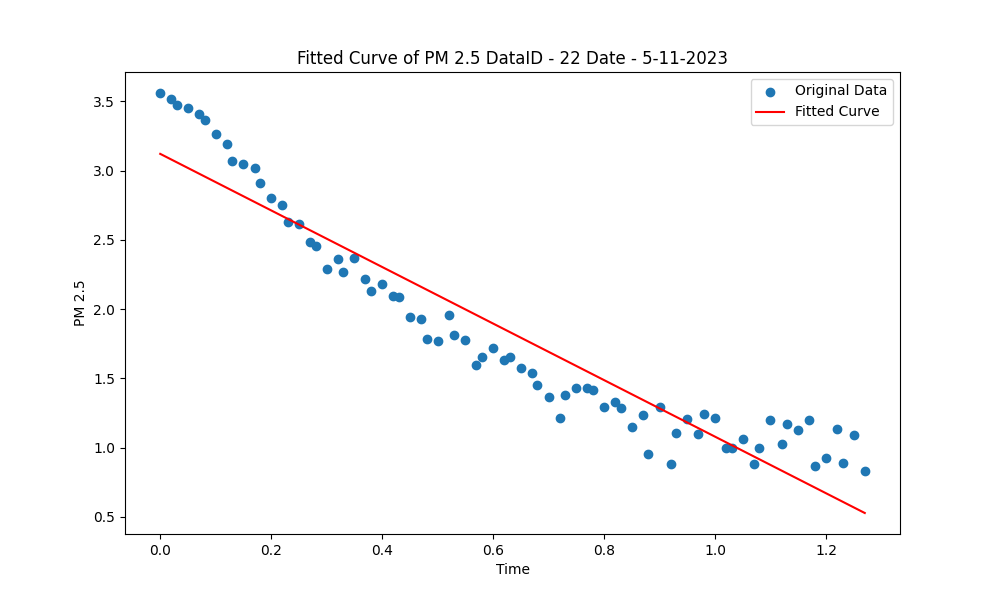 Fitted Curve of PM 2.5 DataID - 22 Date - 5-11-2023
Original Data
Fitted Curve
3.5
3.0
2.5
2.0
1.5
1.0
0.5
PM 2.5
0.0 0.2 0.4 0.6 0.8 1.0 1.2
Time